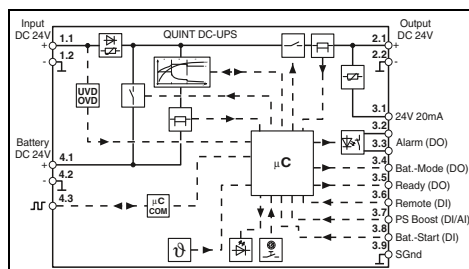 Input
DC 24V
QUINT DC-UPS
Output
DC 24V
+ 1.1
- 1.2
2.1 +
2.2 -
UVD
OVD
3.1
24V 20mA
3.2
Alarm (DO)
3.3
Battery
DC 24V
µC
3.4
Bat.-Mode (DO)
+ 4.1
3.5
Ready (DO)
- 4.2
3.6
Remote (DI)
4.3
µC
COM
3.7
PS Boost (DI/AI)
3.8
Bat.-Start (DI)
ϑ
3.9
SGnd